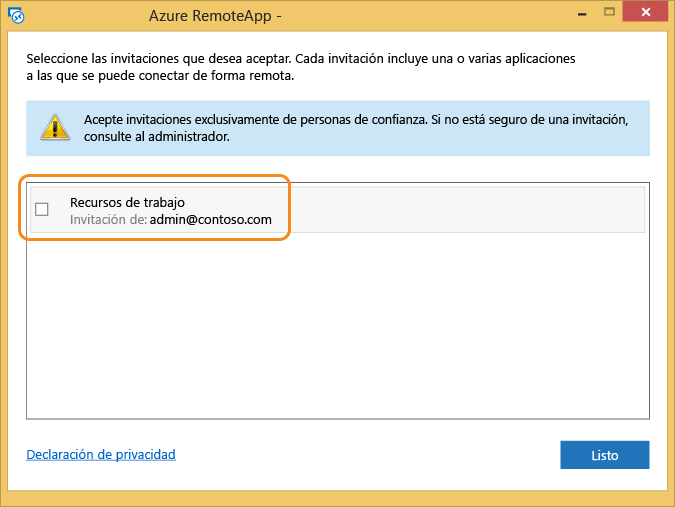 Azure RemoteApp -
Seleccione las invitaciones que desea aceptar. Cada invitación incluye una o varias aplicaciones
a las que se puede conectar de forma remota.
Acepte invitaciones exclusivamente de personas de confianza. Si no está seguro de una invitación,
consulte al administrador.
Recursos de trabajo
Invitación de: admin@contoso.com
Declaración de privacidad
Listo